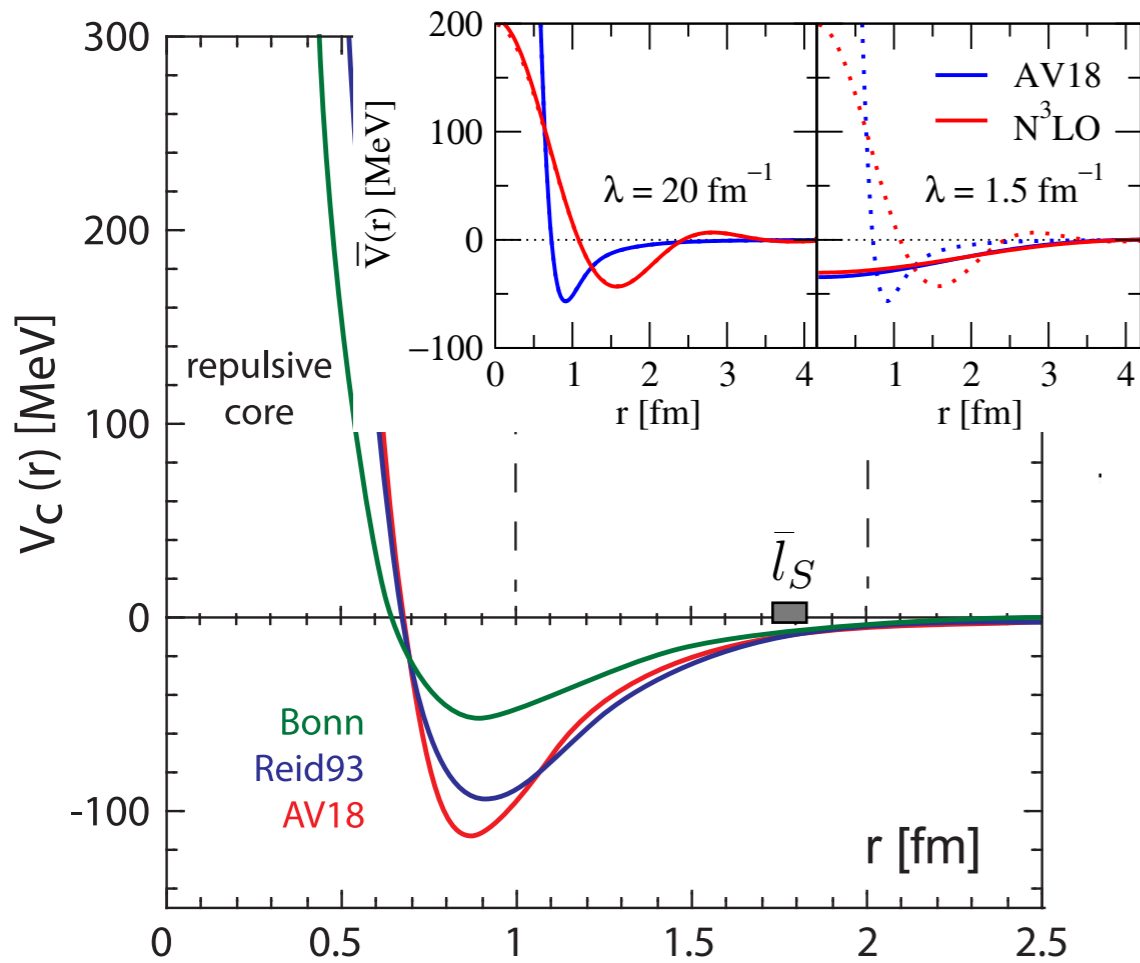 300
200
100
0
-100
V_C (r) [MeV]
repulsive
core
Bonn
Reid93
AV18
l̄_S
r [fm]
0 0.5 1 1.5 2 2.5
200
100
0
−100
V̄(r) [MeV]
λ = 20 fm⁻¹
0 1 2 3 4
r [fm]
AV18
N³LO
λ = 1.5 fm⁻¹
1 2 3 4
r [fm]